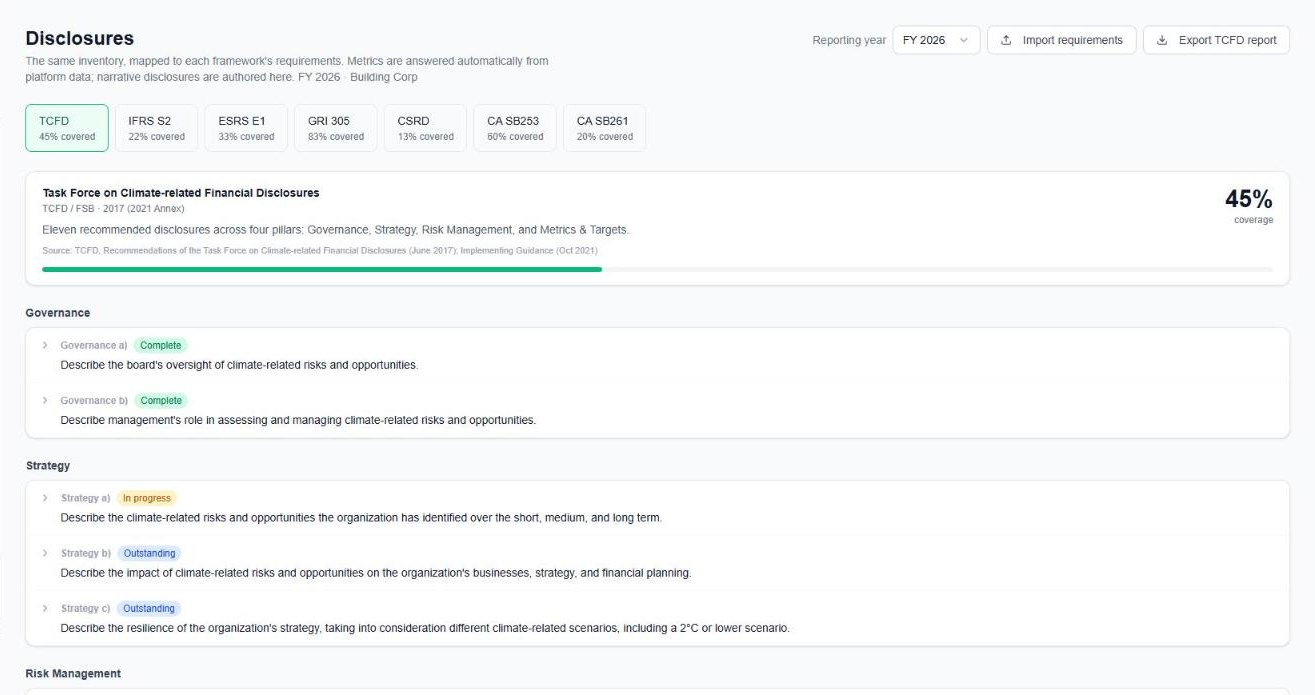 Disclosures
The same inventory, mapped to each framework's requirements. Metrics are answered automatically from
platform data; narrative disclosures are authored here. FY 2026 · Building Corp
Reporting year
FY 2026
Import requirements
Export TCFD report
TCFD
45% covered
IFRS S2
22% covered
ESRS E1
33% covered
GRI 305
83% covered
CSRD
13% covered
CA SB253
60% covered
CA SB261
20% covered
Task Force on Climate-related Financial Disclosures
TCFD / FSB · 2017 (2021 Annex)
Eleven recommended disclosures across four pillars: Governance, Strategy, Risk Management, and Metrics & Targets.
Source: TCFD, Recommendations of the Task Force on Climate-related Financial Disclosures (June 2017); Implementing Guidance (Oct 2021)
45%
coverage
Governance
Governance a) Complete
Describe the board's oversight of climate-related risks and opportunities.
Governance b) Complete
Describe management's role in assessing and managing climate-related risks and opportunities.
Strategy
Strategy a) In progress
Describe the climate-related risks and opportunities the organization has identified over the short, medium, and long term.
Strategy b) Outstanding
Describe the impact of climate-related risks and opportunities on the organization's businesses, strategy, and financial planning.
Strategy c) Outstanding
Describe the resilience of the organization's strategy, taking into consideration different climate-related scenarios, including a 2°C or lower scenario.
Risk Management